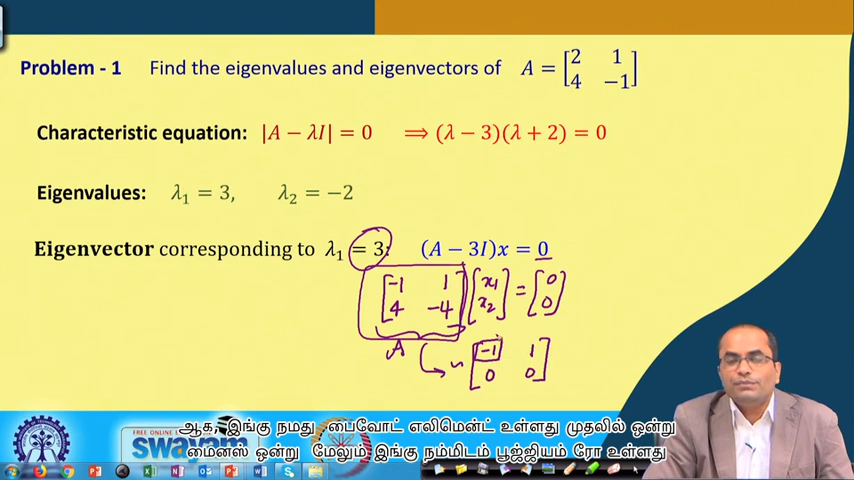 Problem - 1 Find the eigenvalues and eigenvectors of A = [2 1
4 −1]
Characteristic equation: |A − λI| = 0 ⟹ (λ − 3)(λ + 2) = 0
Eigenvalues: λ₁ = 3, λ₂ = −2
Eigenvector corresponding to λ₁ = 3: (A − 3I)x = 0
[-1 1
4 -4] [x₁
x₂] = [0
0]
A ~ [-1 1
0 0]
FREE ONLINE
swayam
ஆக, இங்கு நமது பைவோட் எலிமென்ட் உள்ளது முதலில் ஒன்று
மைனஸ் ஒன்று மேலும் இங்கு நம்மிடம் பூஜ்ஜியம் ரோ உள்ளது